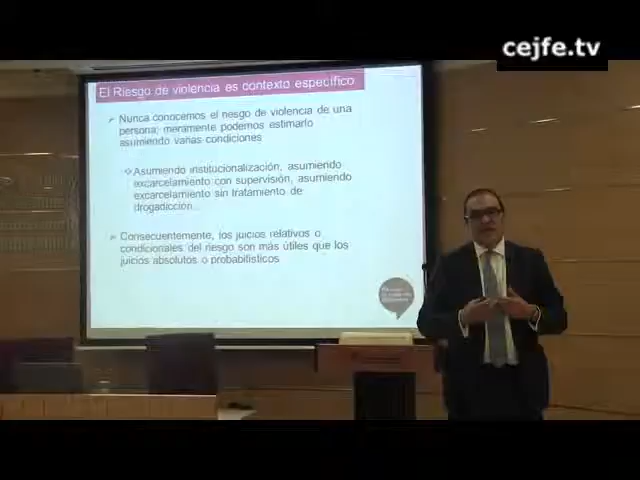 cejfe.tv
El Riesgo de violencia es contexto específico
Nunca conocemos el riesgo de violencia de una
persona; meramente podemos estimarlo
asumiendo varias condiciones
Asumiendo institucionalización, asumiendo
excarcelamiento con supervisión, asumiendo
excarcelamiento sin tratamiento de
drogadicción...
Consecuentemente, los juicios relativos o
condicionales del riesgo son más útiles que los
juicios absolutos o probabilísticos